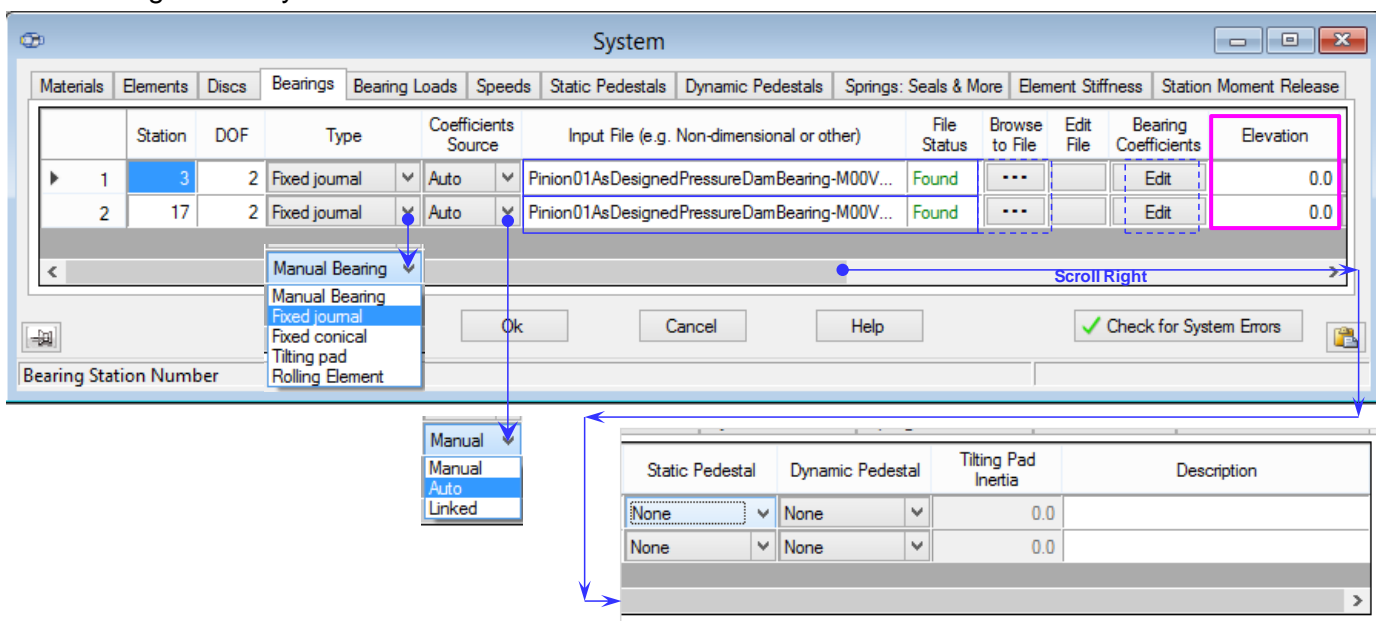 System
Materials Elements Discs Bearings Bearing Loads Speeds Static Pedestals Dynamic Pedestals Springs: Seals & More Element Stiffness Station Moment Release
Station DOF Type Coefficients Source Input File (e.g. Non-dimensional or other) File Status Browse to File Edit File Bearing Coefficients Elevation
1 3 2 Fixed journal Auto Pinion01AsDesignedPressureDamBearing-M00V... Found --- Edit 0.0
2 17 2 Fixed journal Auto Pinion01AsDesignedPressureDamBearing-M00V... Found --- Edit 0.0
Scroll Right
Manual Bearing
Manual Bearing
Fixed journal
Fixed conical
Tilting pad
Rolling Element
Ok Cancel Help Check for System Errors
Bearing Station Number
Manual
Manual
Auto
Linked
Static Pedestal Dynamic Pedestal Tilting Pad Inertia Description
None None 0.0
None None 0.0